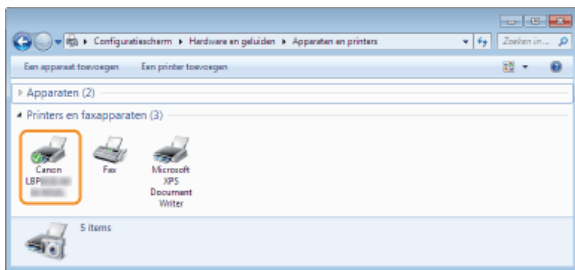 Configuratiescherm ▸ Hardware en geluiden ▸ Apparaten en printers
Zoeken in...
Een apparaat toevoegen Een printer toevoegen
Apparaten (2)
Printers en faxapparaten (3)
Canon
LBP
Fax
Microsoft
XPS
Document
Writer
5 items